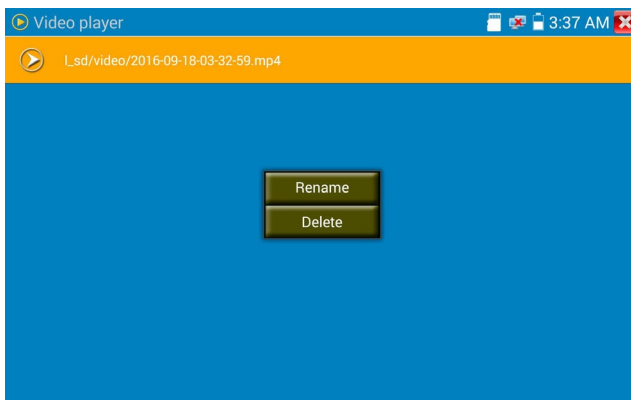 Video player
3:37 AM
l_sd/video/2016-09-18-03-32-59.mp4
Rename
Delete